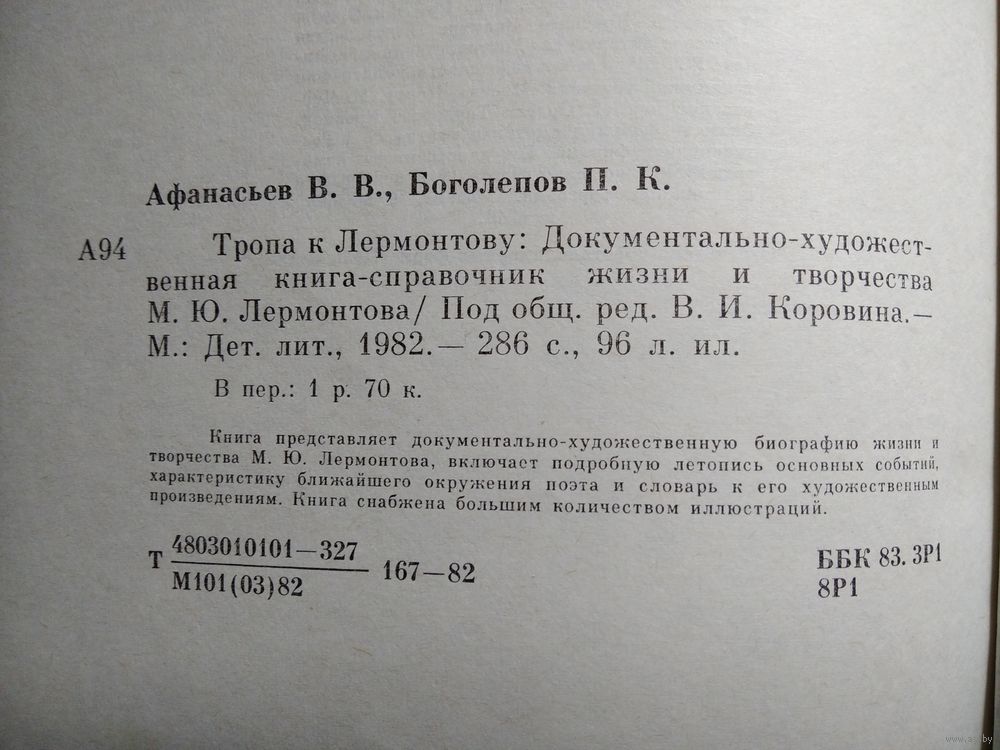 Афанасьев В. В., Боголепов П. К.
А94 Тропа к Лермонтову: Документально-художест-
венная книга-справочник жизни и творчества
М. Ю. Лермонтова/ Под общ. ред. В. И. Коровина.—
М.: Дет. лит., 1982.— 286 с., 96 л. ил.
В пер.: 1 р. 70 к.
Книга представляет документально-художественную биографию жизни и
творчества М. Ю. Лермонтова, включает подробную летопись основных событий,
характеристику ближайшего окружения поэта и словарь к его художественным
произведениям. Книга снабжена большим количеством иллюстраций.
Т 4803010101—327
М101(03)82
167—82
ББК 83.3Р1
8Р1